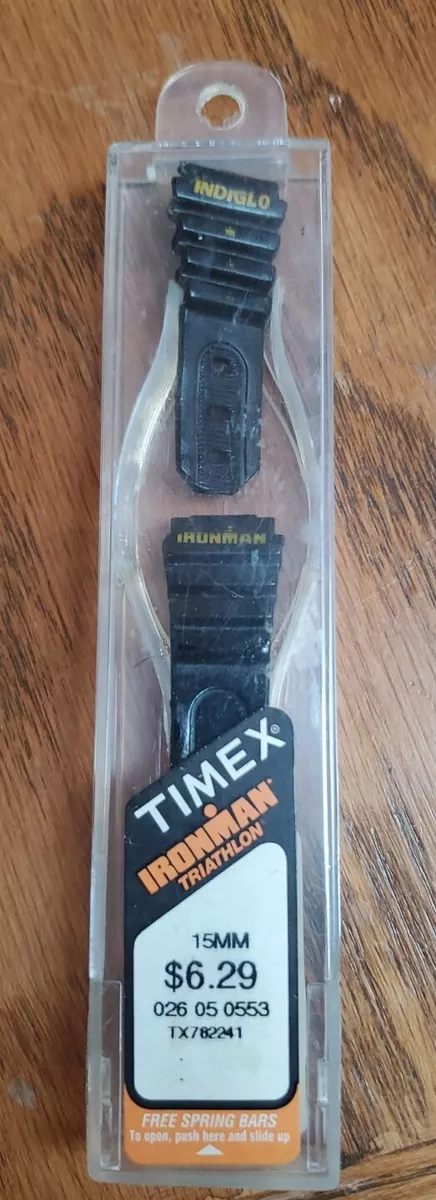 INDIGLO
IRONMAN
TIMEX®
IRONMAN®
TRIATHLON
15MM
$6.29
026 05 0553
TX782241
FREE SPRING BARS
To open, push here and slide up